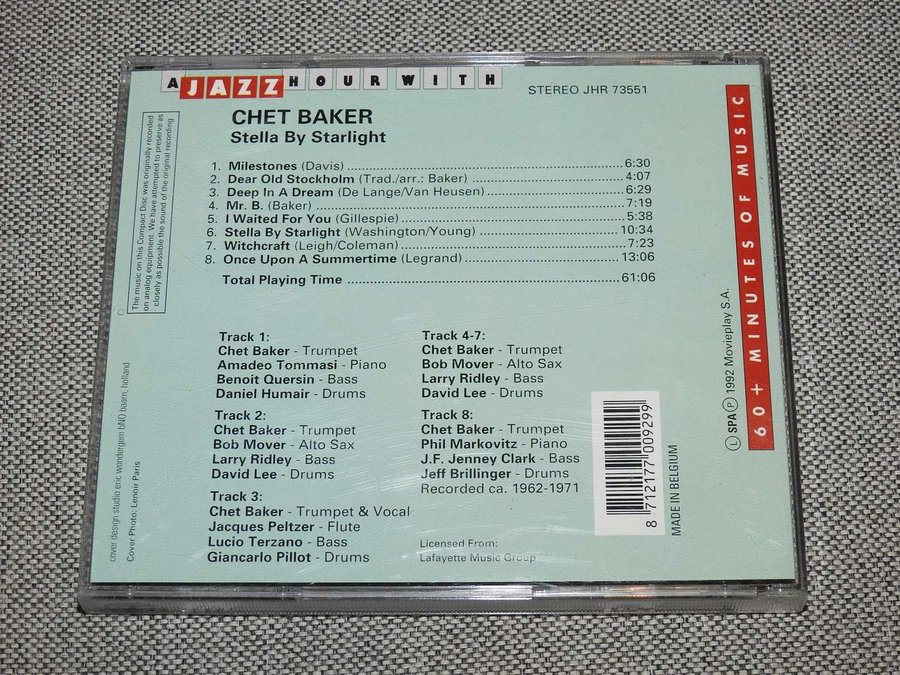 A JAZZ HOUR WITH
STEREO JHR 73551
CHET BAKER
Stella By Starlight
The music on this Compact Disc was originally recorded
on analog equipment. We have attempted to preserve as
closely as possible the sound of the original recording
1. Milestones (Davis) 6:30
2. Dear Old Stockholm (Trad./arr.: Baker) 4:07
3. Deep In A Dream (De Lange/Van Heusen) 6:29
4. Mr. B. (Baker) 7:19
5. I Waited For You (Gillespie) 5:38
6. Stella By Starlight (Washington/Young) 10:34
7. Witchcraft (Leigh/Coleman) 7:23
8. Once Upon A Summertime (Legrand) 13:06
Total Playing Time 61:06
Track 1:
Chet Baker - Trumpet
Amadeo Tommasi - Piano
Benoit Quersin - Bass
Daniel Humair - Drums
Track 2:
Chet Baker - Trumpet
Bob Mover - Alto Sax
Larry Ridley - Bass
David Lee - Drums
Track 3:
Chet Baker - Trumpet & Vocal
Jacques Peltzer - Flute
Lucio Terzano - Bass
Giancarlo Pillot - Drums
Track 4-7:
Chet Baker - Trumpet
Bob Mover - Alto Sax
Larry Ridley - Bass
David Lee - Drums
Track 8:
Chet Baker - Trumpet
Phil Markovitz - Piano
J.F. Jenney Clark - Bass
Jeff Brillinger - Drums
Recorded ca. 1962-1971
Licensed From:
Lafayette Music Group
cover design studio eric wondergem bNO baarn, holland
Cover Photo: Lenoir Paris
8 712177 009299
MADE IN BELGIUM
Ⓛ SPA Ⓟ 1992 Movieplay S.A.
60+ MINUTES OF MUSIC